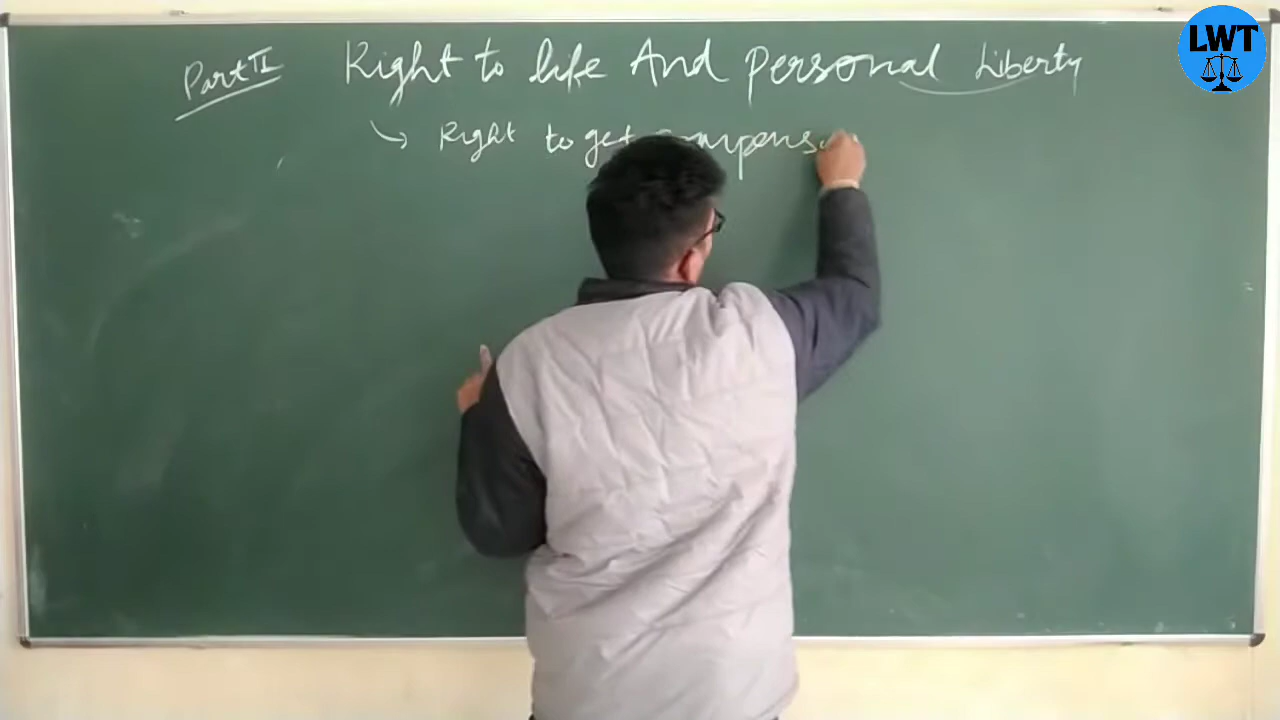 Part II Right to life And Personal Liberty
Right to get compensa
LWT